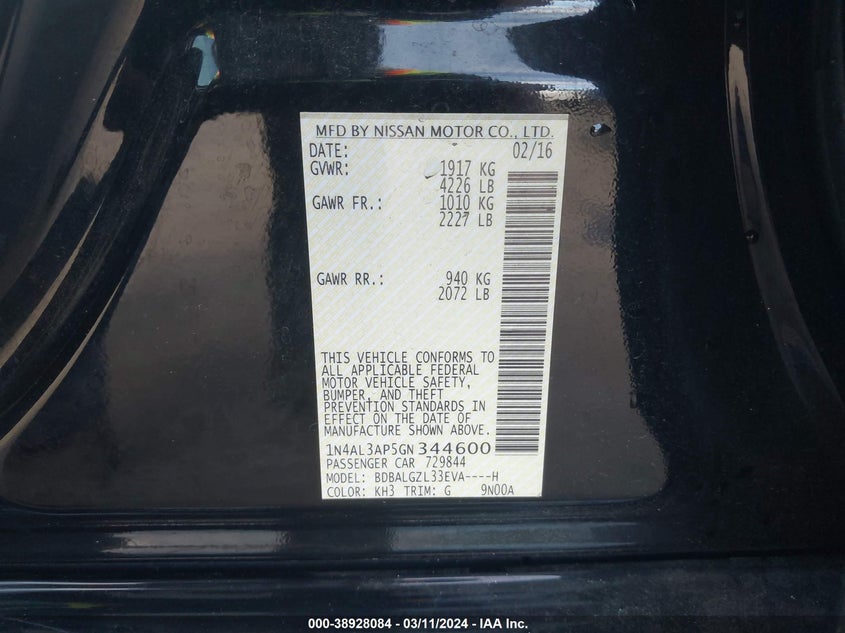 MFD BY NISSAN MOTOR CO., LTD.
DATE: 02/16
GVWR: 1917 KG
4226 LB
GAWR FR.: 1010 KG
2227 LB
GAWR RR.: 940 KG
2072 LB
THIS VEHICLE CONFORMS TO
ALL APPLICABLE FEDERAL
MOTOR VEHICLE SAFETY,
BUMPER, AND THEFT
PREVENTION STANDARDS IN
EFFECT ON THE DATE OF
MANUFACTURE SHOWN ABOVE.
1N4AL3AP5GN344600
PASSENGER CAR 729844
MODEL: BDBALGZL33EVA----H
COLOR: KH3 TRIM: G 9N00A
000-38928084 - 03/11/2024 - IAA Inc.